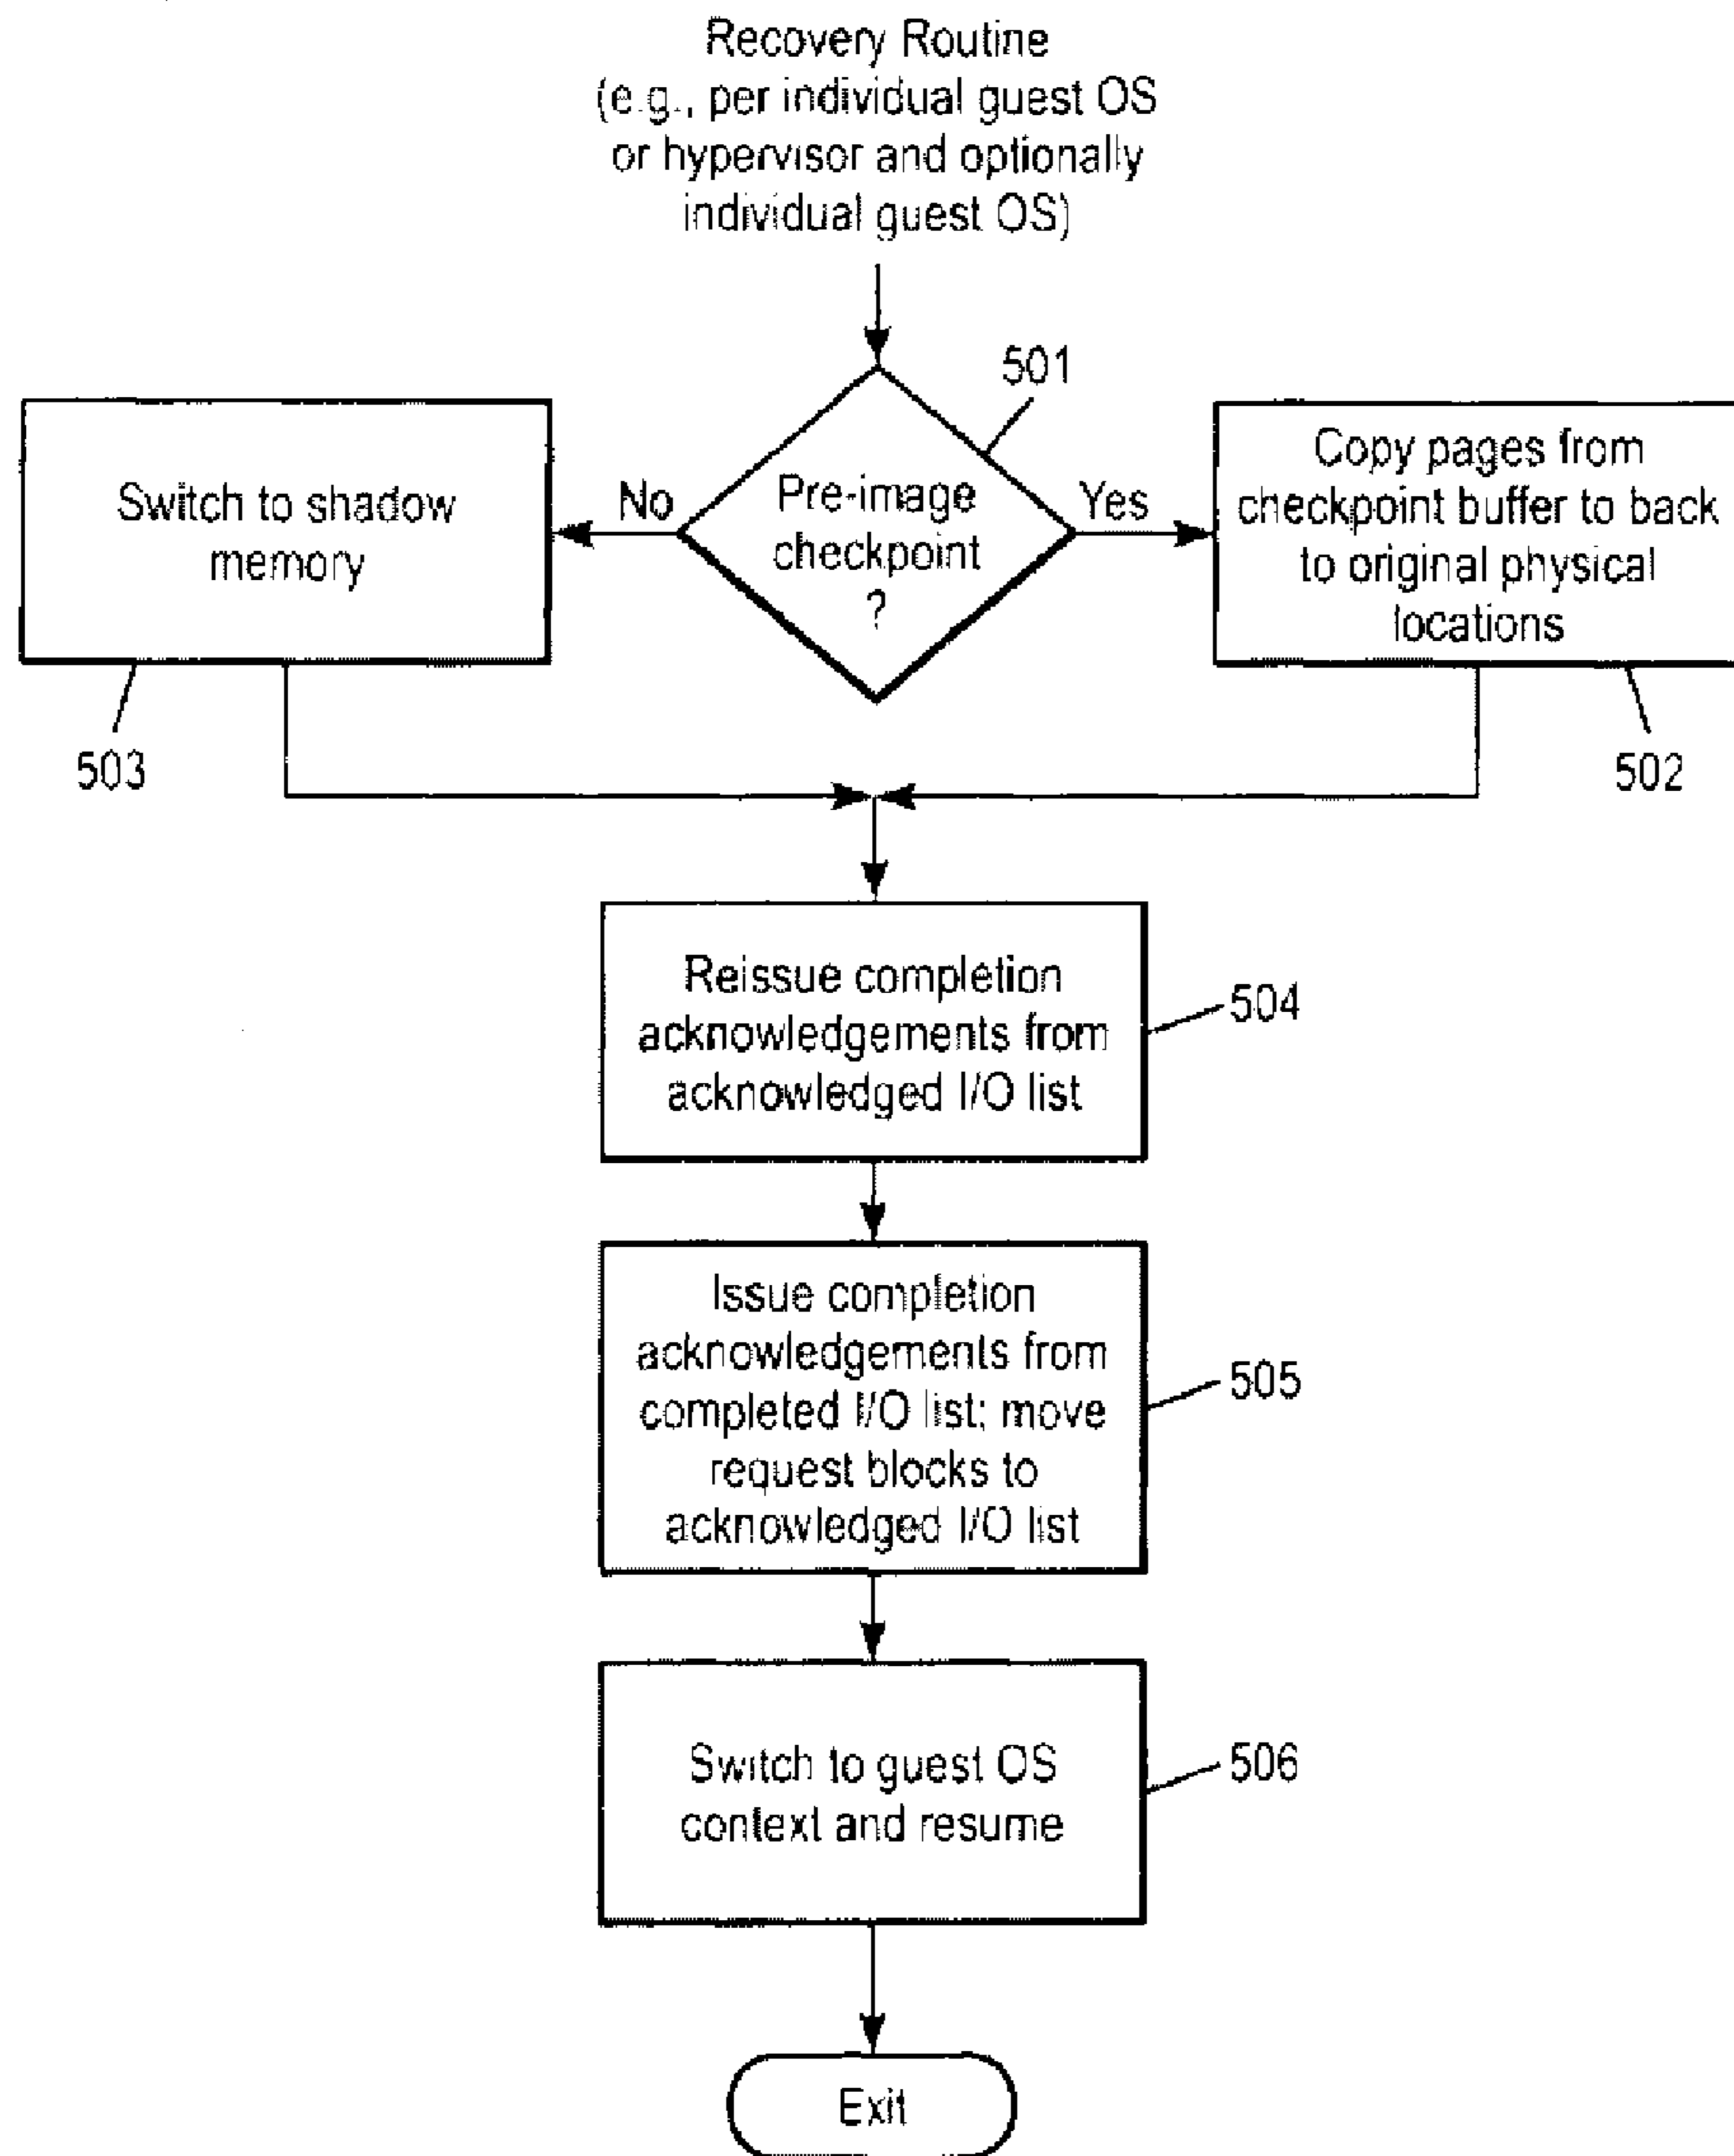 Recovery Routine
(e.g., per individual guest OS
or hypervisor and optionally
individual guest OS)
501
Switch to shadow
memory
No
Pre-image
checkpoint
?
Yes
Copy pages from
checkpoint buffer to back
to original physical
locations
503
502
Reissue completion
acknowledgements from
acknowledged I/O list
504
Issue completion
acknowledgements from
completed I/O list; move
request blocks to
acknowledged I/O list
505
Switch to guest OS
context and resume
506
Exit